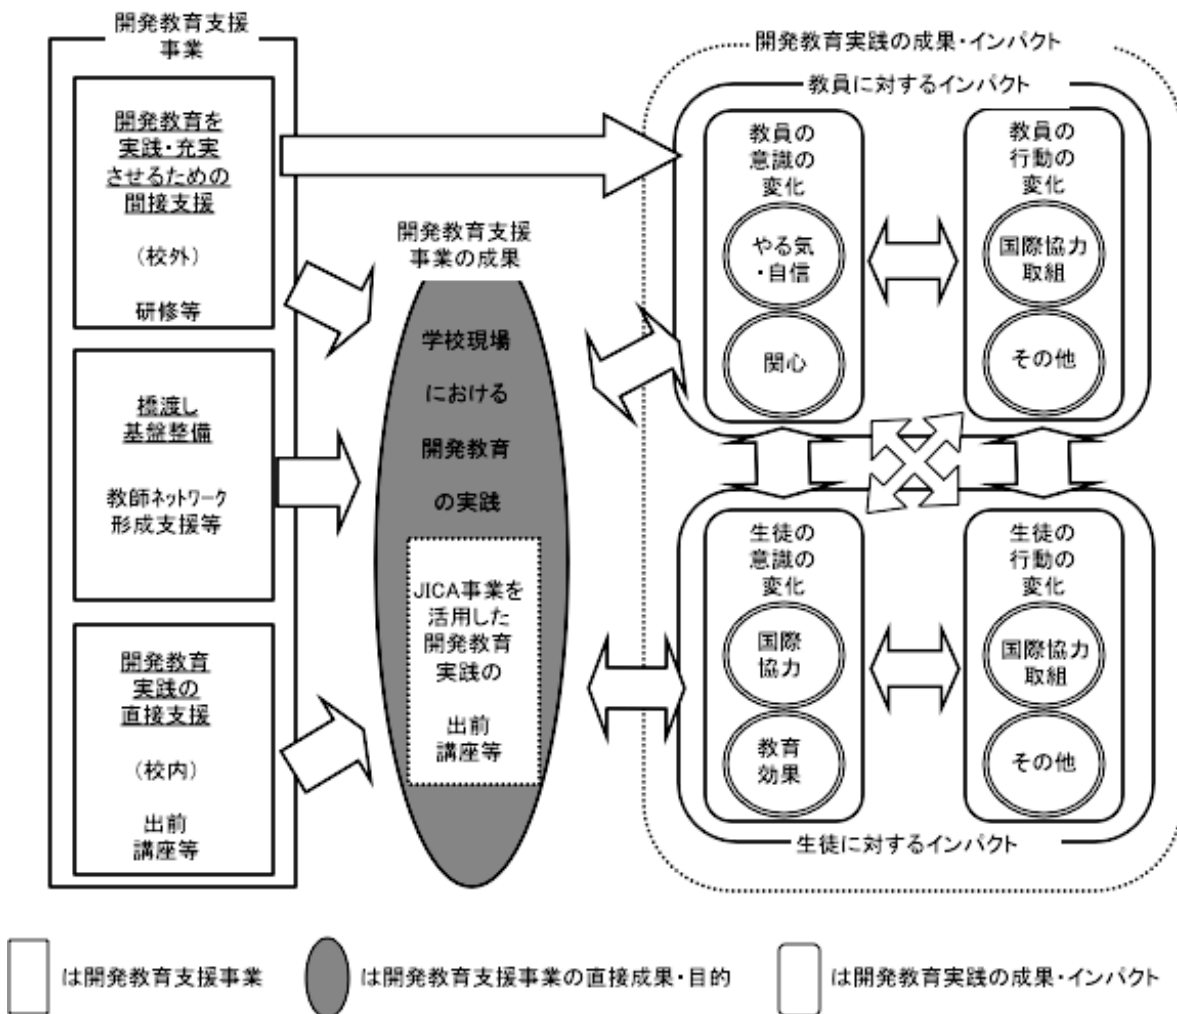 開発教育支援
事業
開発教育を
実践・充実
させるための
間接支援
（校外）
研修等
橋渡し
基盤整備
教師ネットワーク
形成支援等
開発教育
実践の
直接支援
（校内）
出前
講座等
開発教育支援
事業の成果
学校現場
における
開発教育
の実践
JICA事業を
活用した
開発教育
実践の
出前
講座等
開発教育実践の成果・インパクト
教員に対するインパクト
教員の
意識の
変化
やる気
・自信
関心
教員の
行動の
変化
国際協力
取組
その他
生徒の
意識の
変化
国際
協力
教育
効果
生徒の
行動の
変化
国際協力
取組
その他
生徒に対するインパクト
は開発教育支援事業
は開発教育支援事業の直接成果・目的
は開発教育実践の成果・インパクト